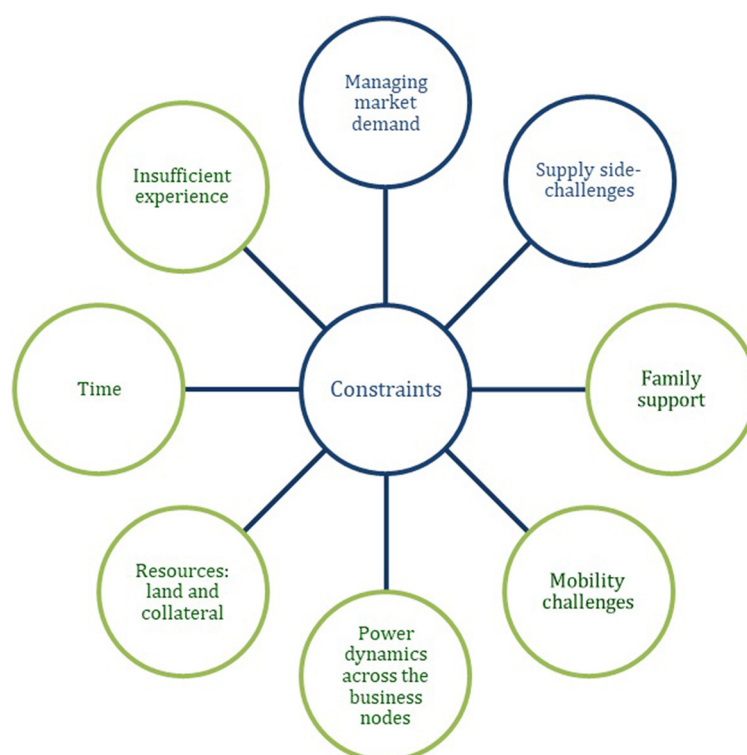 Managing
market
demand
Supply side-
challenges
Family
support
Mobility
challenges
Power
dynamics
across the
business
nodes
Resources:
land and
collateral
Time
Insufficient
experience
Constraints